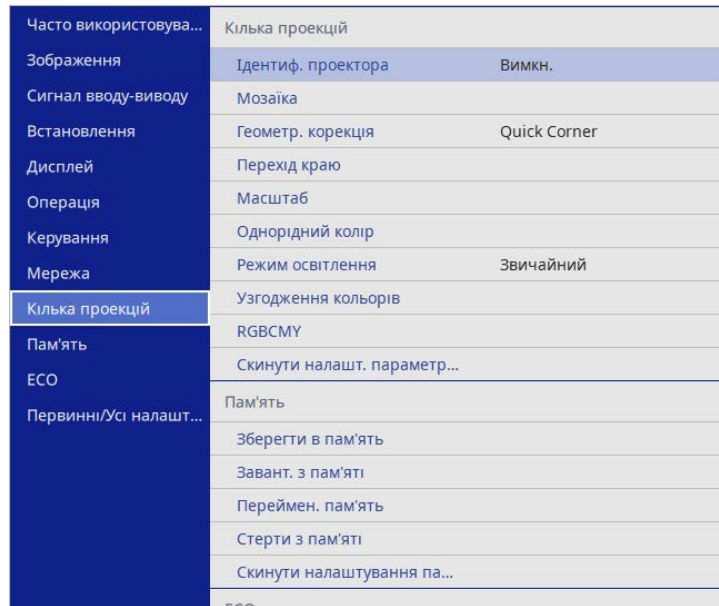 Часто використовува...
Зображення
Сигнал вводу-виводу
Встановлення
Дисплей
Операція
Керування
Мережа
Кілька проекцій
Пам'ять
ECO
Первинні/Усі налашт...
Кілька проекцій
Ідентиф. проектора Вимкн.
Мозаїка
Геометр. корекція Quick Corner
Перехід краю
Масштаб
Однорідний колір
Режим освітлення Звичайний
Узгодження кольорів
RGBCMY
Скинути налашт. параметр...
Пам'ять
Зберегти в пам'ять
Завант. з пам'яті
Переймен. пам'ять
Стерти з пам'яті
Скинути налаштування па...
ECO